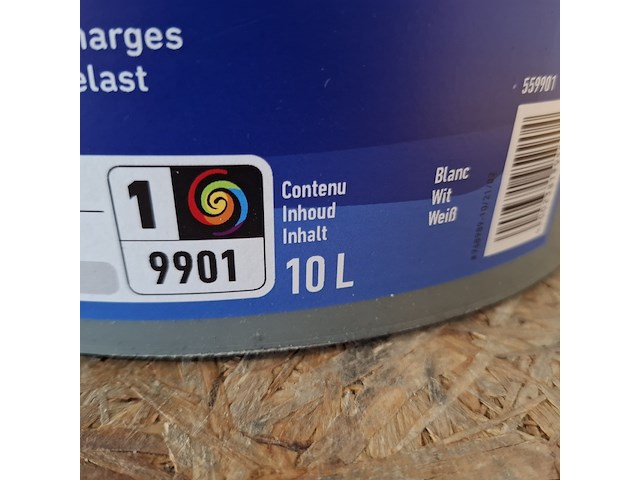 harges
elast
559901
1
9901
Contenu
Inhoud
Inhalt
10 L
Blanc
Wit
Weiß